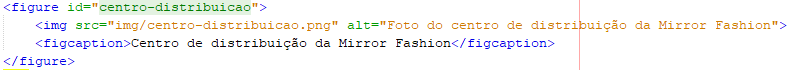 <figure id="centro-distribuicao">
<img src="img/centro-distribuicao.png" alt="Foto do centro de distribuição da Mirror Fashion">
<figcaption>Centro de distribuição da Mirror Fashion</figcaption>
</figure>